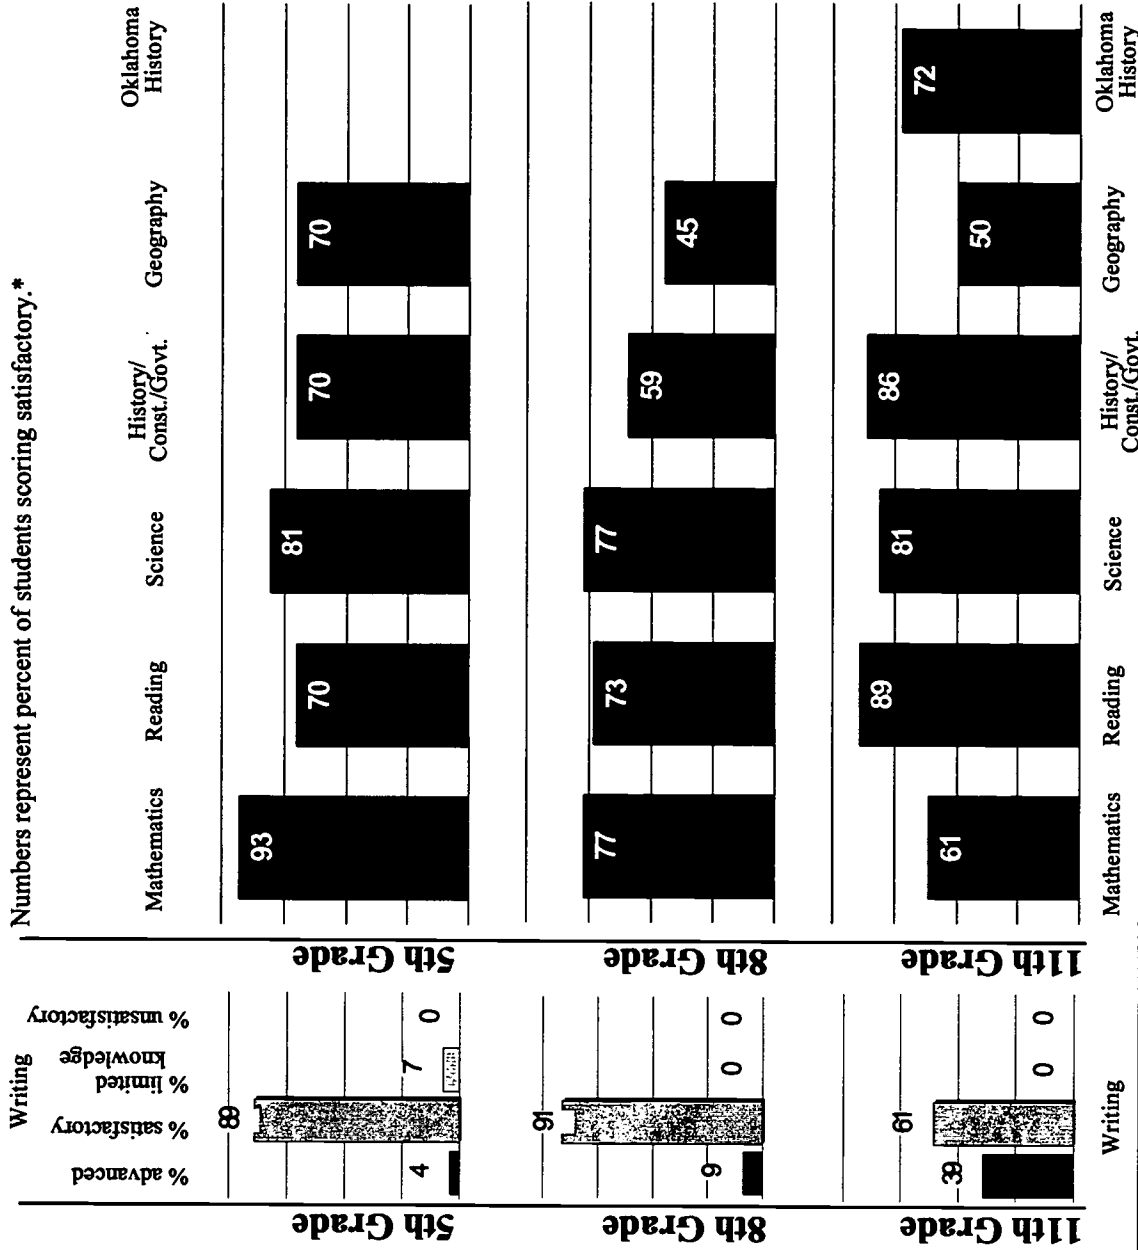 Numbers represent percent of students scoring satisfactory.*
Writing
% advanced
% satisfactory
% limited
knowledge
% unsatisfactory
Mathematics
Reading
Science
History/
Const./Govt.
Geography
Oklahoma
History
5th Grade
4
89
7
0
5th Grade
93
70
81
70
70
8th Grade
9
91
0
0
8th Grade
77
73
77
59
45
11th Grade
39
61
0
0
11th Grade
61
89
81
86
50
72
Writing
Mathematics
Reading
Science
History/
Const./Govt.
Geography
Oklahoma
History